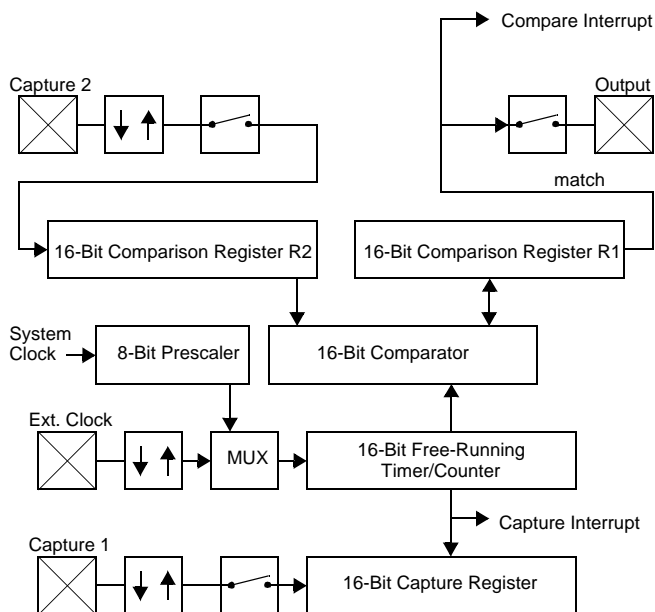 Compare Interrupt
Capture 2
Output
match
16-Bit Comparison Register R2
16-Bit Comparison Register R1
System
Clock
8-Bit Prescaler
16-Bit Comparator
Ext. Clock
MUX
16-Bit Free-Running
Timer/Counter
Capture Interrupt
Capture 1
16-Bit Capture Register